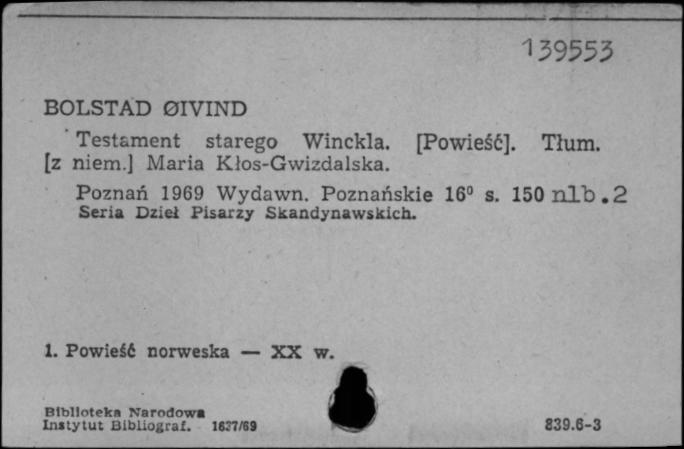 139553
BOLSTAD ØIVIND
Testament starego Winckla. [Powieść]. Tłum.
[z niem.] Maria Kłos-Gwizdalska.
Poznań 1969 Wydawn. Poznańskie 16⁰ s. 150 nlb.2
Seria Dzieł Pisarzy Skandynawskich.
1. Powieść norweska — XX w.
Biblioteka Narodowa
Instytut Bibliograf. 1627/69
839.6-3